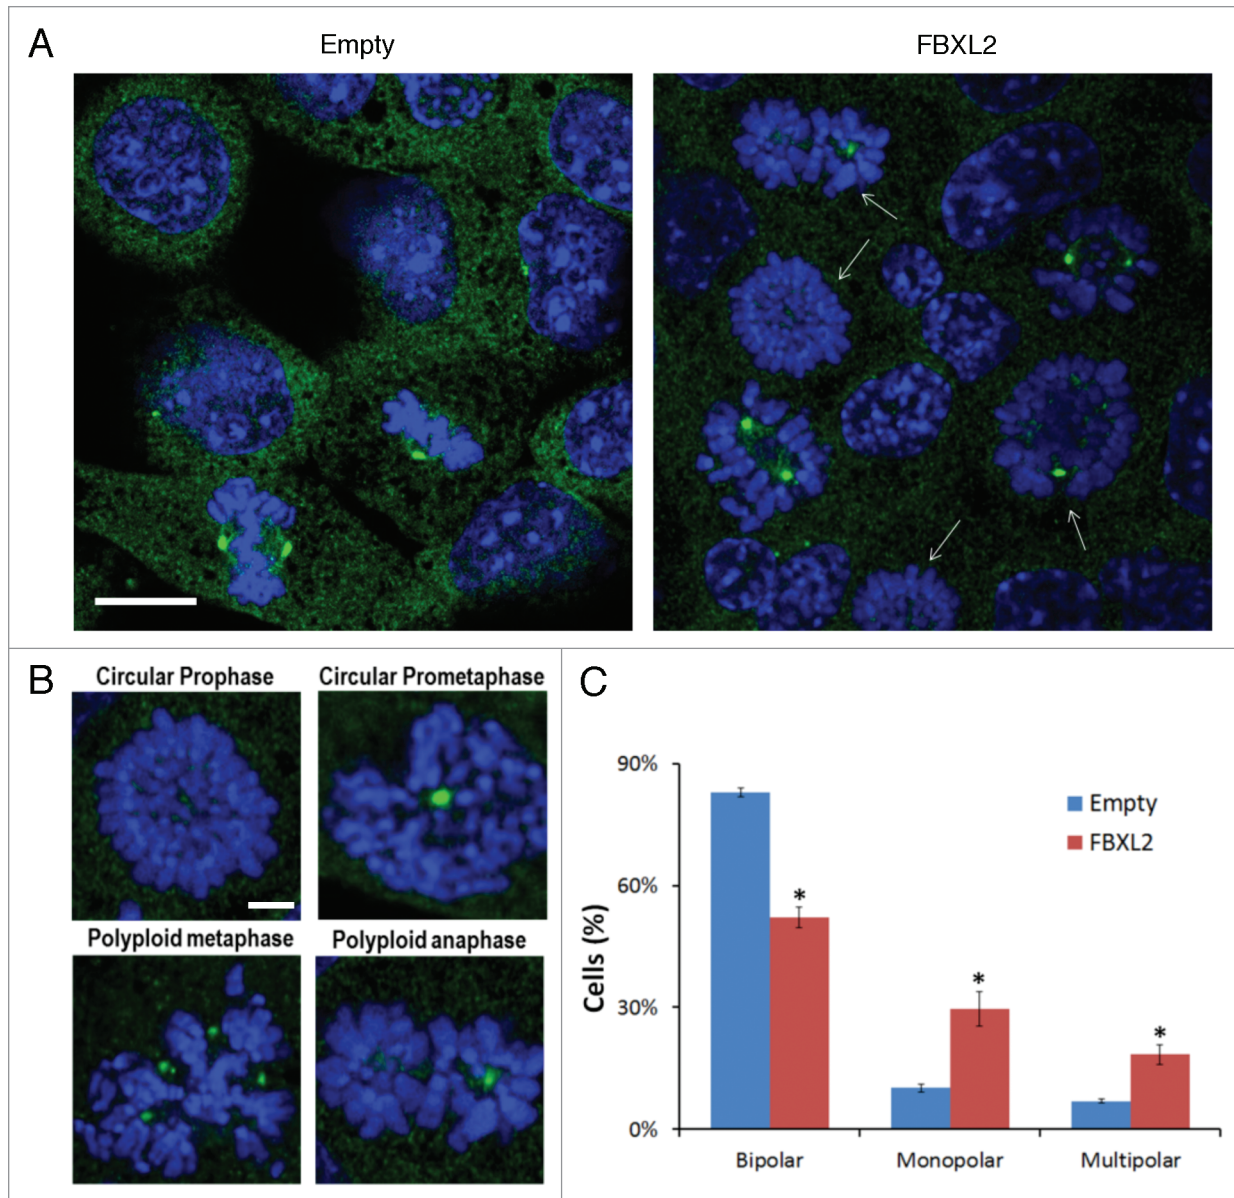 A
Empty
FBXL2
B
Circular Prophase
Circular Prometaphase
Polyploid metaphase
Polyploid anaphase
C
90%
60%
30%
0%
Cells (%)
Empty
FBXL2
*
*
*
Bipolar
Monopolar
Multipolar